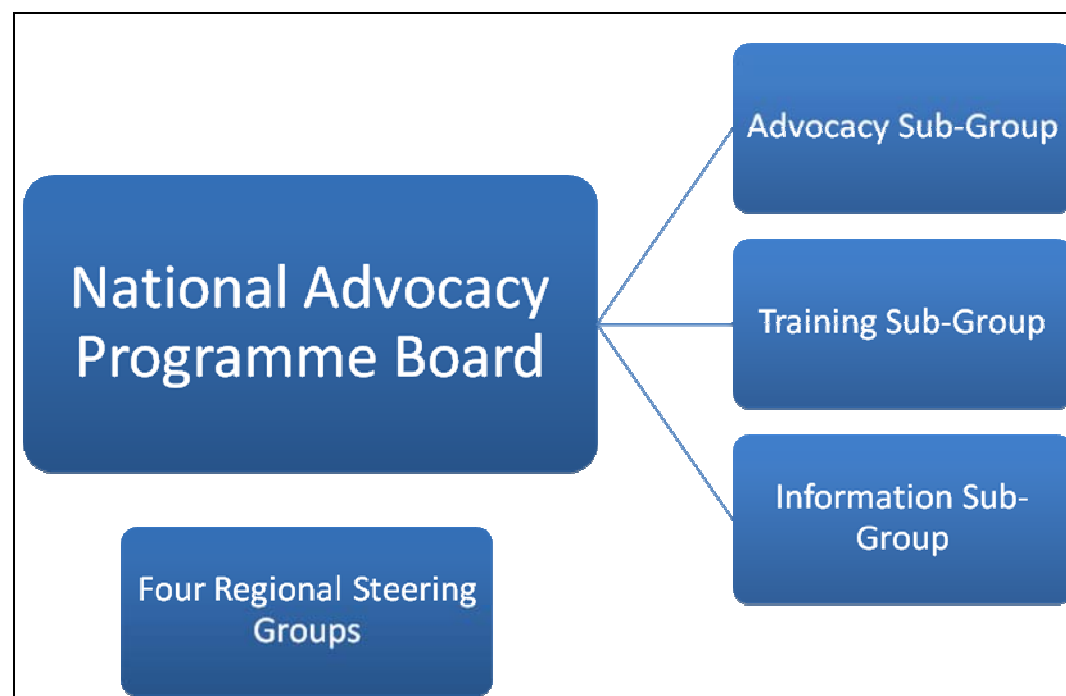 National Advocacy
Programme Board
Advocacy Sub-Group
Training Sub-Group
Information Sub-
Group
Four Regional Steering
Groups